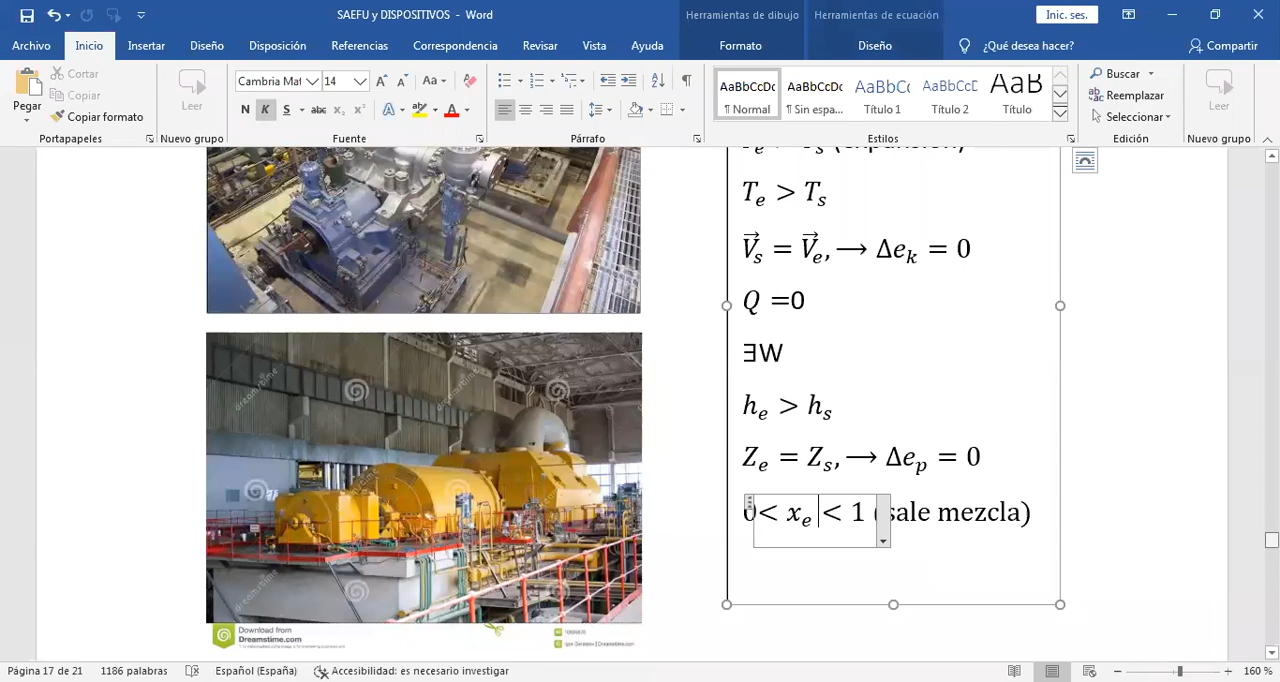 SAEFU y DISPOSITIVOS - Word
Herramientas de dibujo
Herramientas de ecuación
Inic. ses.
Archivo Inicio Insertar Diseño Disposición Referencias Correspondencia Revisar Vista Ayuda Formato Diseño ¿Qué desea hacer? Compartir
Pegar
Cortar
Copiar
Copiar formato
Portapapeles
Leer
Nuevo grupo
Cambria Mat 14
N K S abc
Fuente
Párrafo
AaBbCcDc
¶ Normal
AaBbCcDc
¶ Sin espa...
AaBbCc
Título 1
AaBbCcD
Título 2
AaB
Título
Estilos
Buscar
Reemplazar
Seleccionar
Edición
Leer
Nuevo grupo
T_e > T_s
V⃗_s = V⃗_e, ⟶ Δe_k = 0
Q =0
∃W
h_e > h_s
Z_e = Z_s, ⟶ Δe_p = 0
0< x_e < 1 (sale mezcla)
dreamstime
Download from
Dreamstime.com
Página 17 de 21 1186 palabras Español (España) Accesibilidad: es necesario investigar 160 %